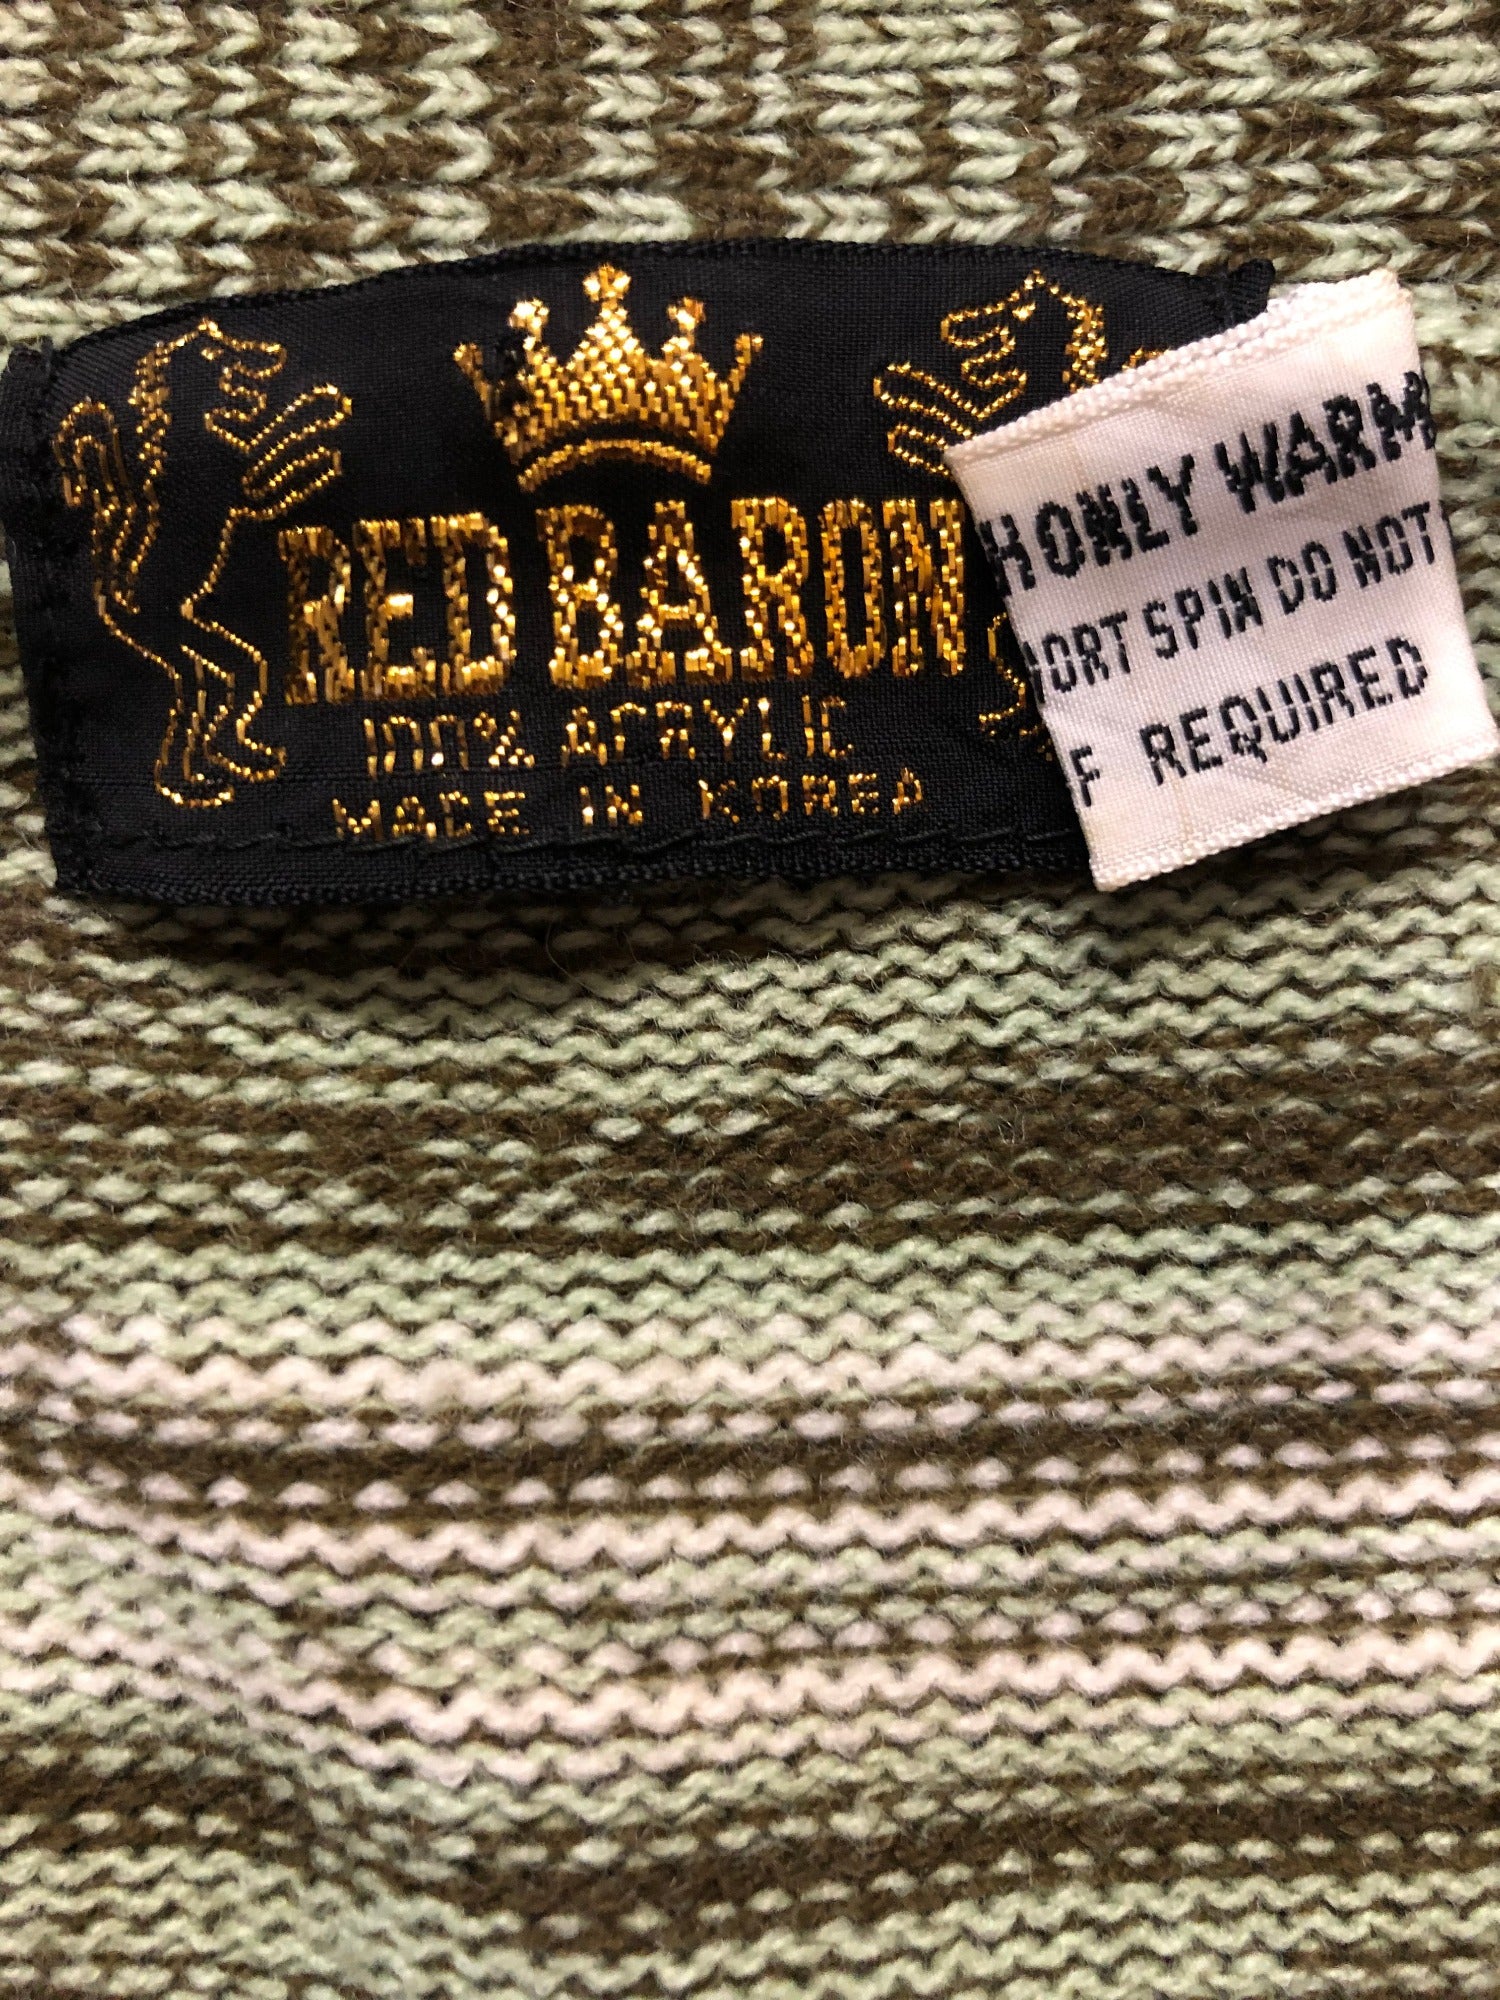 RED BARON
100% ACRYLIC
MADE IN KOREA
H ONLY WARM
ORT SPIN DO NOT
F REQUIRED